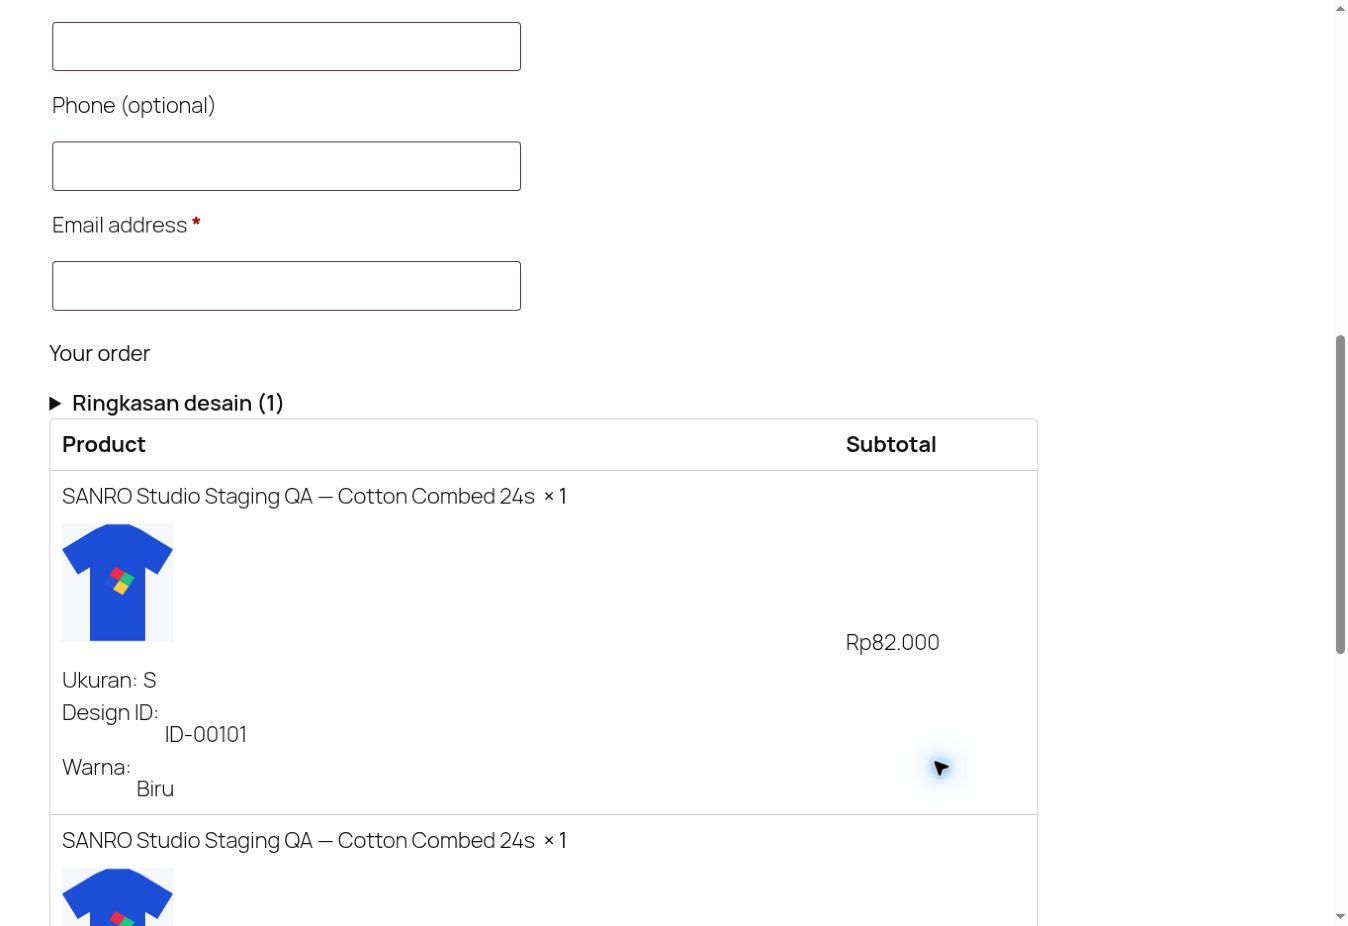 Phone (optional)
Email address *
Your order
Ringkasan desain (1)
Product Subtotal
SANRO Studio Staging QA — Cotton Combed 24s × 1
Rp82.000
Ukuran: S
Design ID:
ID-00101
Warna:
Biru
SANRO Studio Staging QA — Cotton Combed 24s × 1